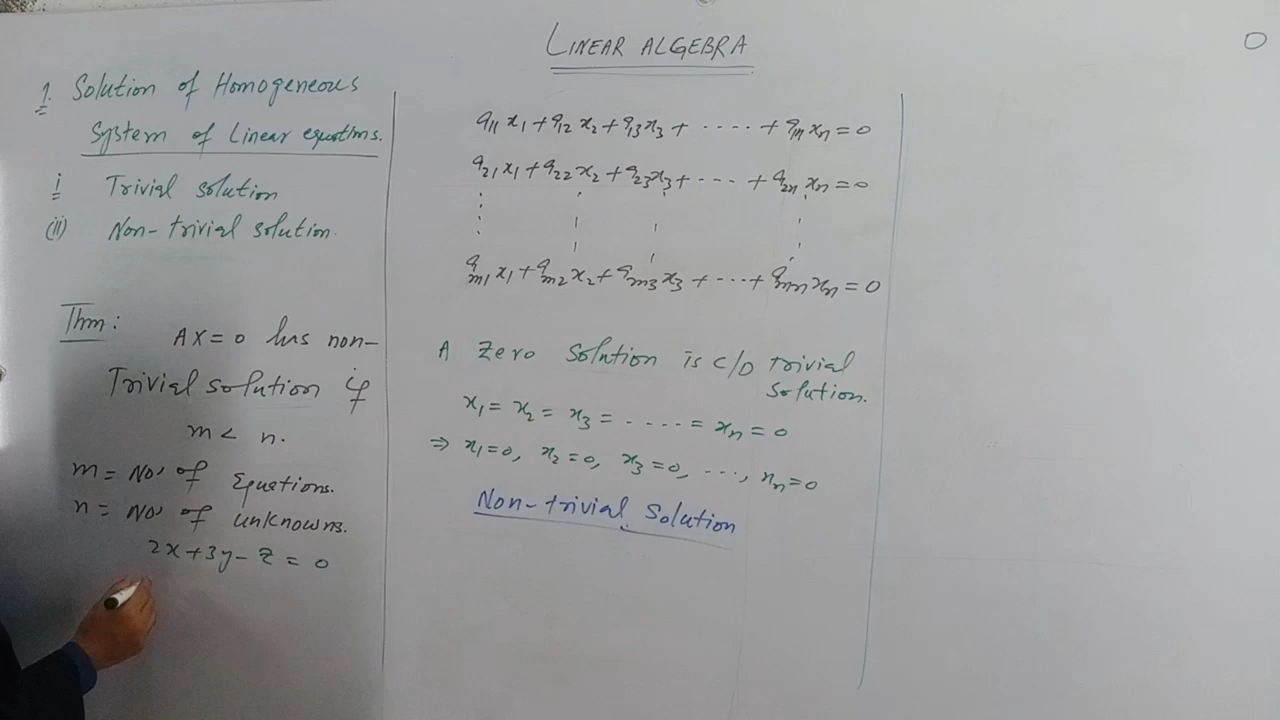 LINEAR ALGEBRA
1. Solution of Homogeneous
System of Linear equations.
i Trivial solution
(ii) Non-trivial solution.
Thm: AX=0 has non-
Trivial solution if
m < n.
m = No. of Equations.
n = No. of unknowns.
2x+3y-z=0
a11 x1 + a12 x2 + a13 x3 + ..... + a1n xn = 0
a21 x1 + a22 x2 + a23 x3 + .... + a2n xn = 0
am1 x1 + am2 x2 + am3 x3 + .... + amn xn = 0
A Zero Solution is C/D trivial
solution.
x1 = x2 = x3 = ..... = xn = 0
⇒ x1=0, x2=0, x3=0, ...., xn=0
Non-trivial Solution